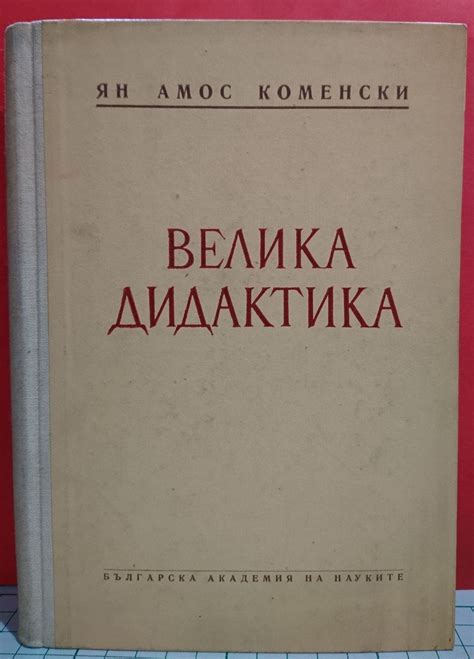 ЯН АМОС КОМЕНСКИ
ВЕЛИКА
ДИДАКТИКА
БЪЛГАРСКА АКАДЕМИЯ НА НАУКИТЕ